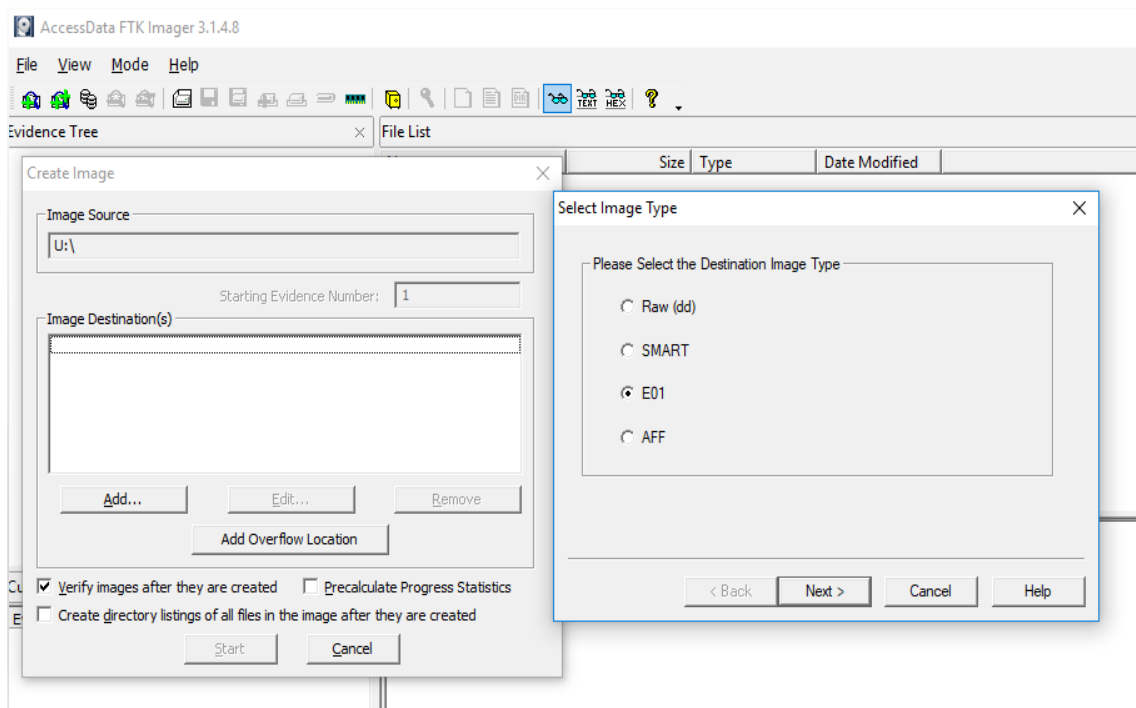 AccessData FTK Imager 3.1.4.8
File View Mode Help
TEXT HEX
Evidence Tree
File List
Size Type Date Modified
Create Image
Image Source
U:\
Starting Evidence Number: 1
Image Destination(s)
Add... Edit... Remove
Add Overflow Location
Verify images after they are created Precalculate Progress Statistics
Create directory listings of all files in the image after they are created
Start Cancel
Select Image Type
Please Select the Destination Image Type
Raw (dd)
SMART
E01
AFF
< Back Next > Cancel Help